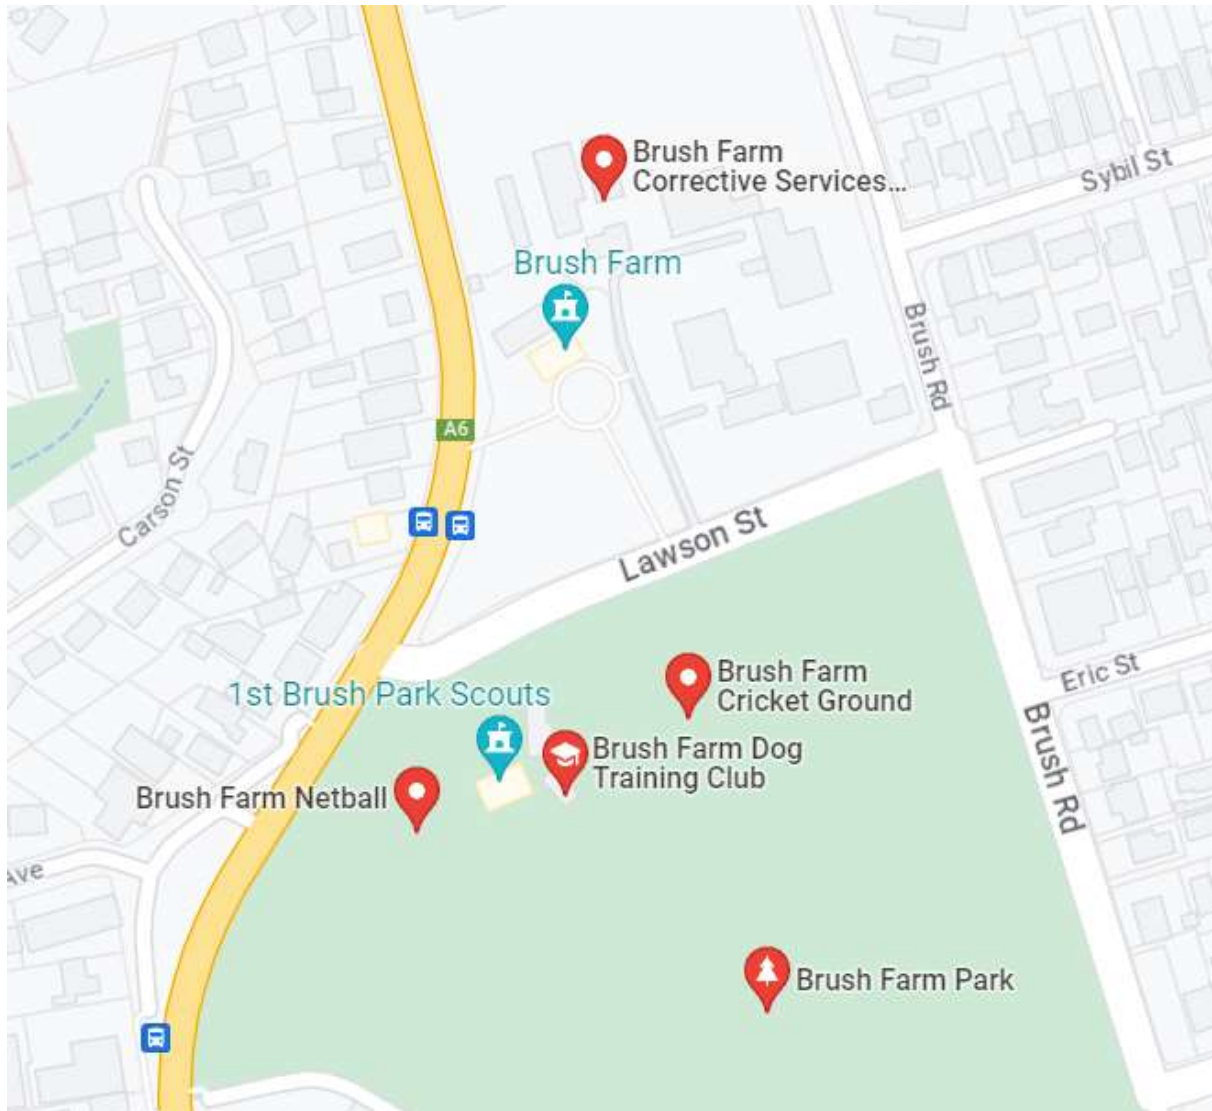 Brush Farm
Corrective Services...
Sybil St
Brush Farm
Brush Rd
A6
Carson St
Lawson St
Brush Farm
Cricket Ground
Eric St
1st Brush Park Scouts
Brush Rd
Brush Farm Dog
Training Club
Brush Farm Netball
Ave
Brush Farm Park